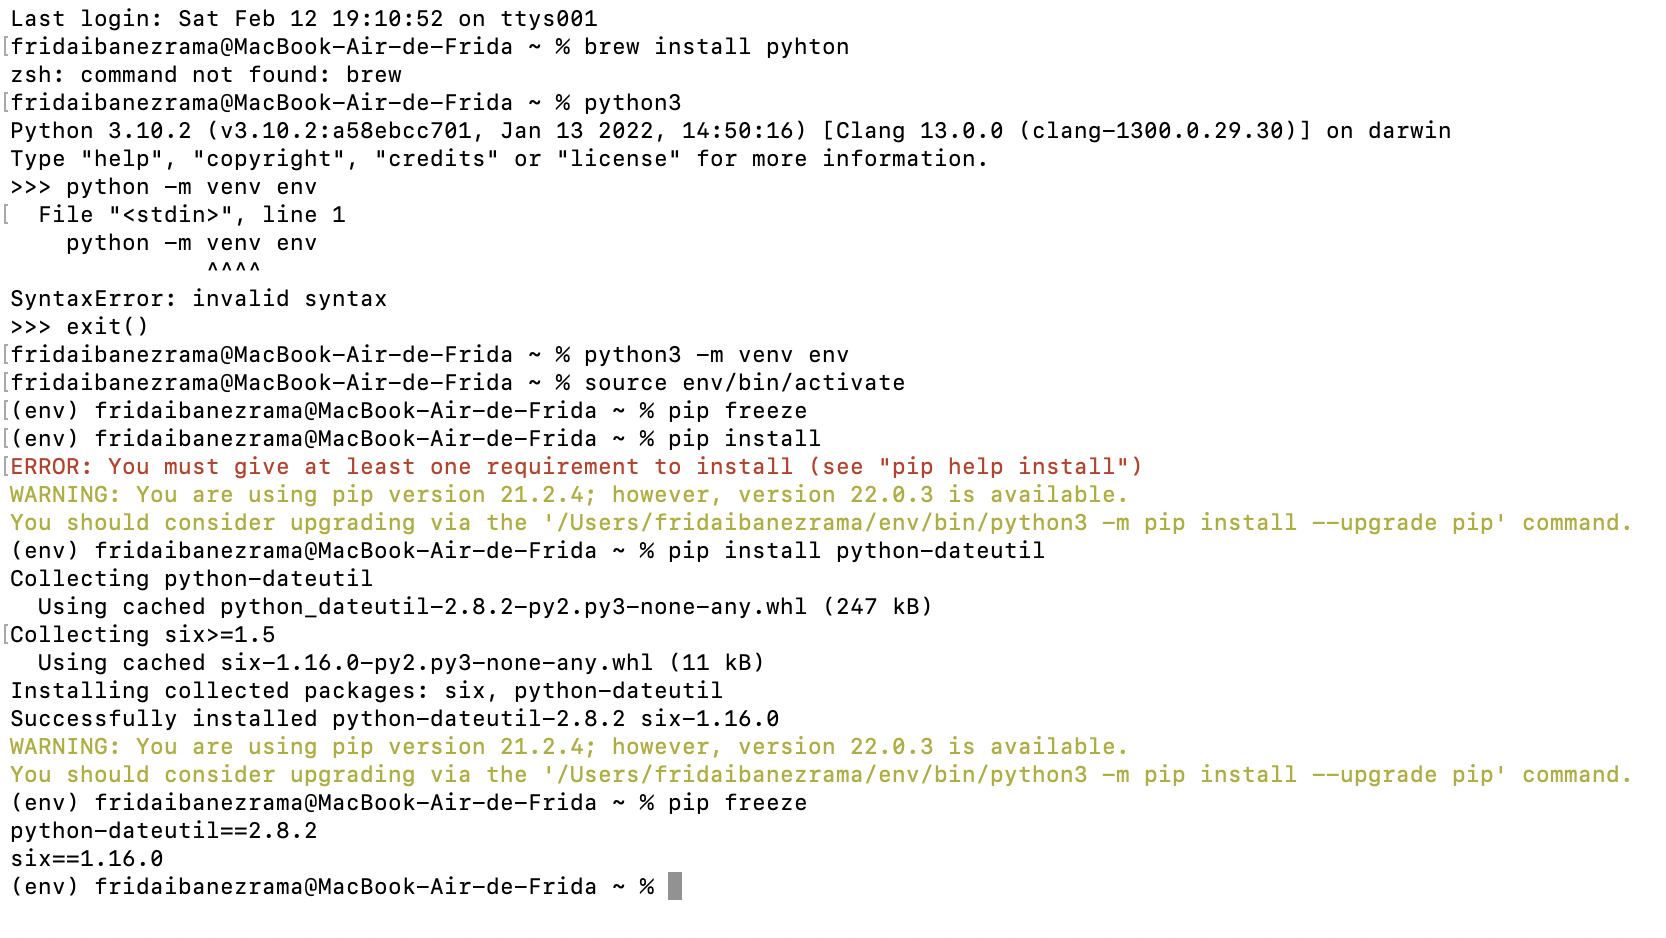 Last login: Sat Feb 12 19:10:52 on ttys001
[fridaibanezrama@MacBook-Air-de-Frida ~ % brew install pyhton
zsh: command not found: brew
[fridaibanezrama@MacBook-Air-de-Frida ~ % python3
Python 3.10.2 (v3.10.2:a58ebcc701, Jan 13 2022, 14:50:16) [Clang 13.0.0 (clang-1300.0.29.30)] on darwin
Type "help", "copyright", "credits" or "license" for more information.
>>> python -m venv env
[  File "<stdin>", line 1
    python -m venv env
              ^^^^
SyntaxError: invalid syntax
>>> exit()
[fridaibanezrama@MacBook-Air-de-Frida ~ % python3 -m venv env
[fridaibanezrama@MacBook-Air-de-Frida ~ % source env/bin/activate
[(env) fridaibanezrama@MacBook-Air-de-Frida ~ % pip freeze
[(env) fridaibanezrama@MacBook-Air-de-Frida ~ % pip install
[ERROR: You must give at least one requirement to install (see "pip help install")
WARNING: You are using pip version 21.2.4; however, version 22.0.3 is available.
You should consider upgrading via the '/Users/fridaibanezrama/env/bin/python3 -m pip install --upgrade pip' command.
(env) fridaibanezrama@MacBook-Air-de-Frida ~ % pip install python-dateutil
Collecting python-dateutil
  Using cached python_dateutil-2.8.2-py2.py3-none-any.whl (247 kB)
[Collecting six>=1.5
  Using cached six-1.16.0-py2.py3-none-any.whl (11 kB)
Installing collected packages: six, python-dateutil
Successfully installed python-dateutil-2.8.2 six-1.16.0
WARNING: You are using pip version 21.2.4; however, version 22.0.3 is available.
You should consider upgrading via the '/Users/fridaibanezrama/env/bin/python3 -m pip install --upgrade pip' command.
(env) fridaibanezrama@MacBook-Air-de-Frida ~ % pip freeze
python-dateutil==2.8.2
six==1.16.0
(env) fridaibanezrama@MacBook-Air-de-Frida ~ %